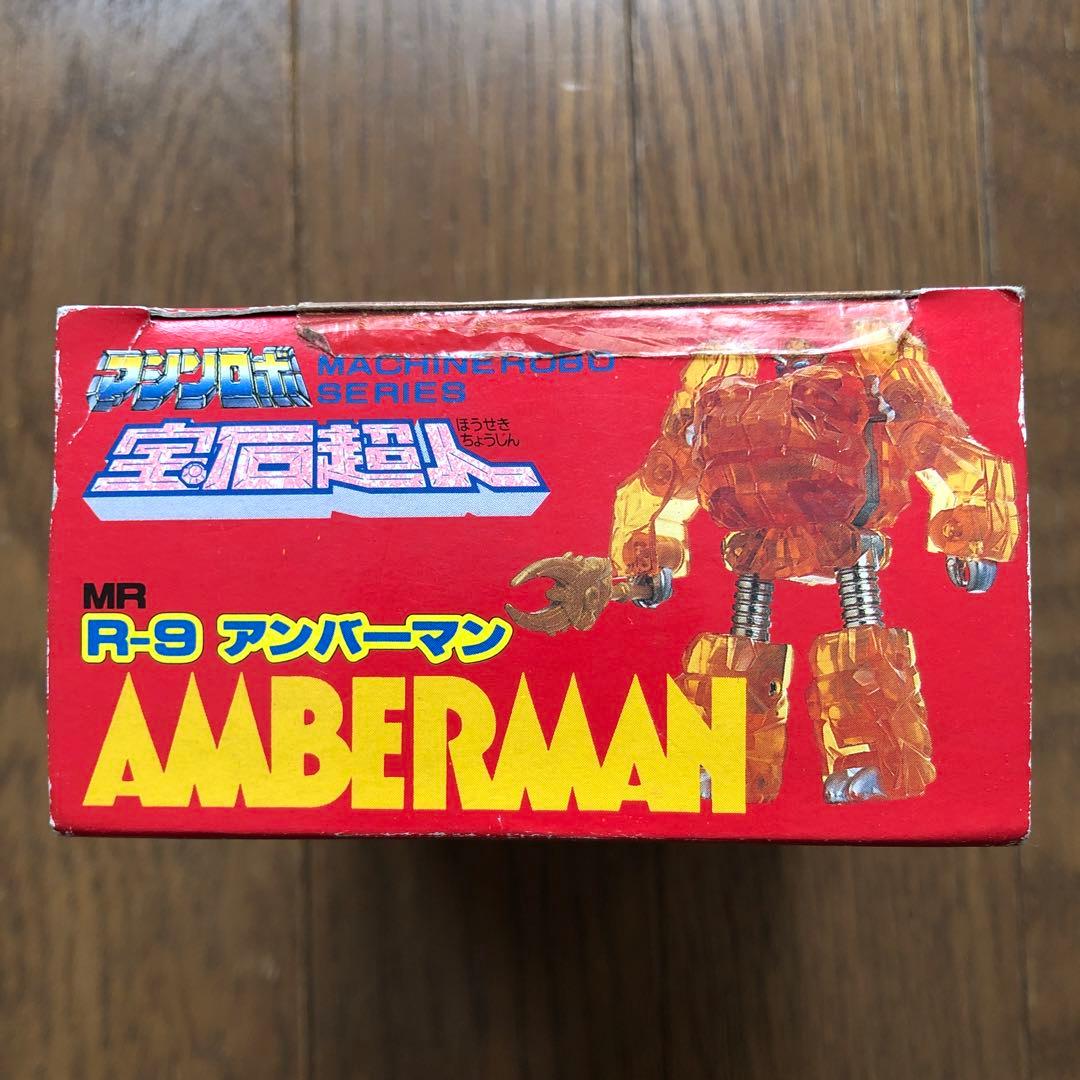 マシンロボ MACHINE ROBO
SERIES
宝石超人
ほうせき
ちょうじん
MR
R-9 アンバーマン
AMBERMAN